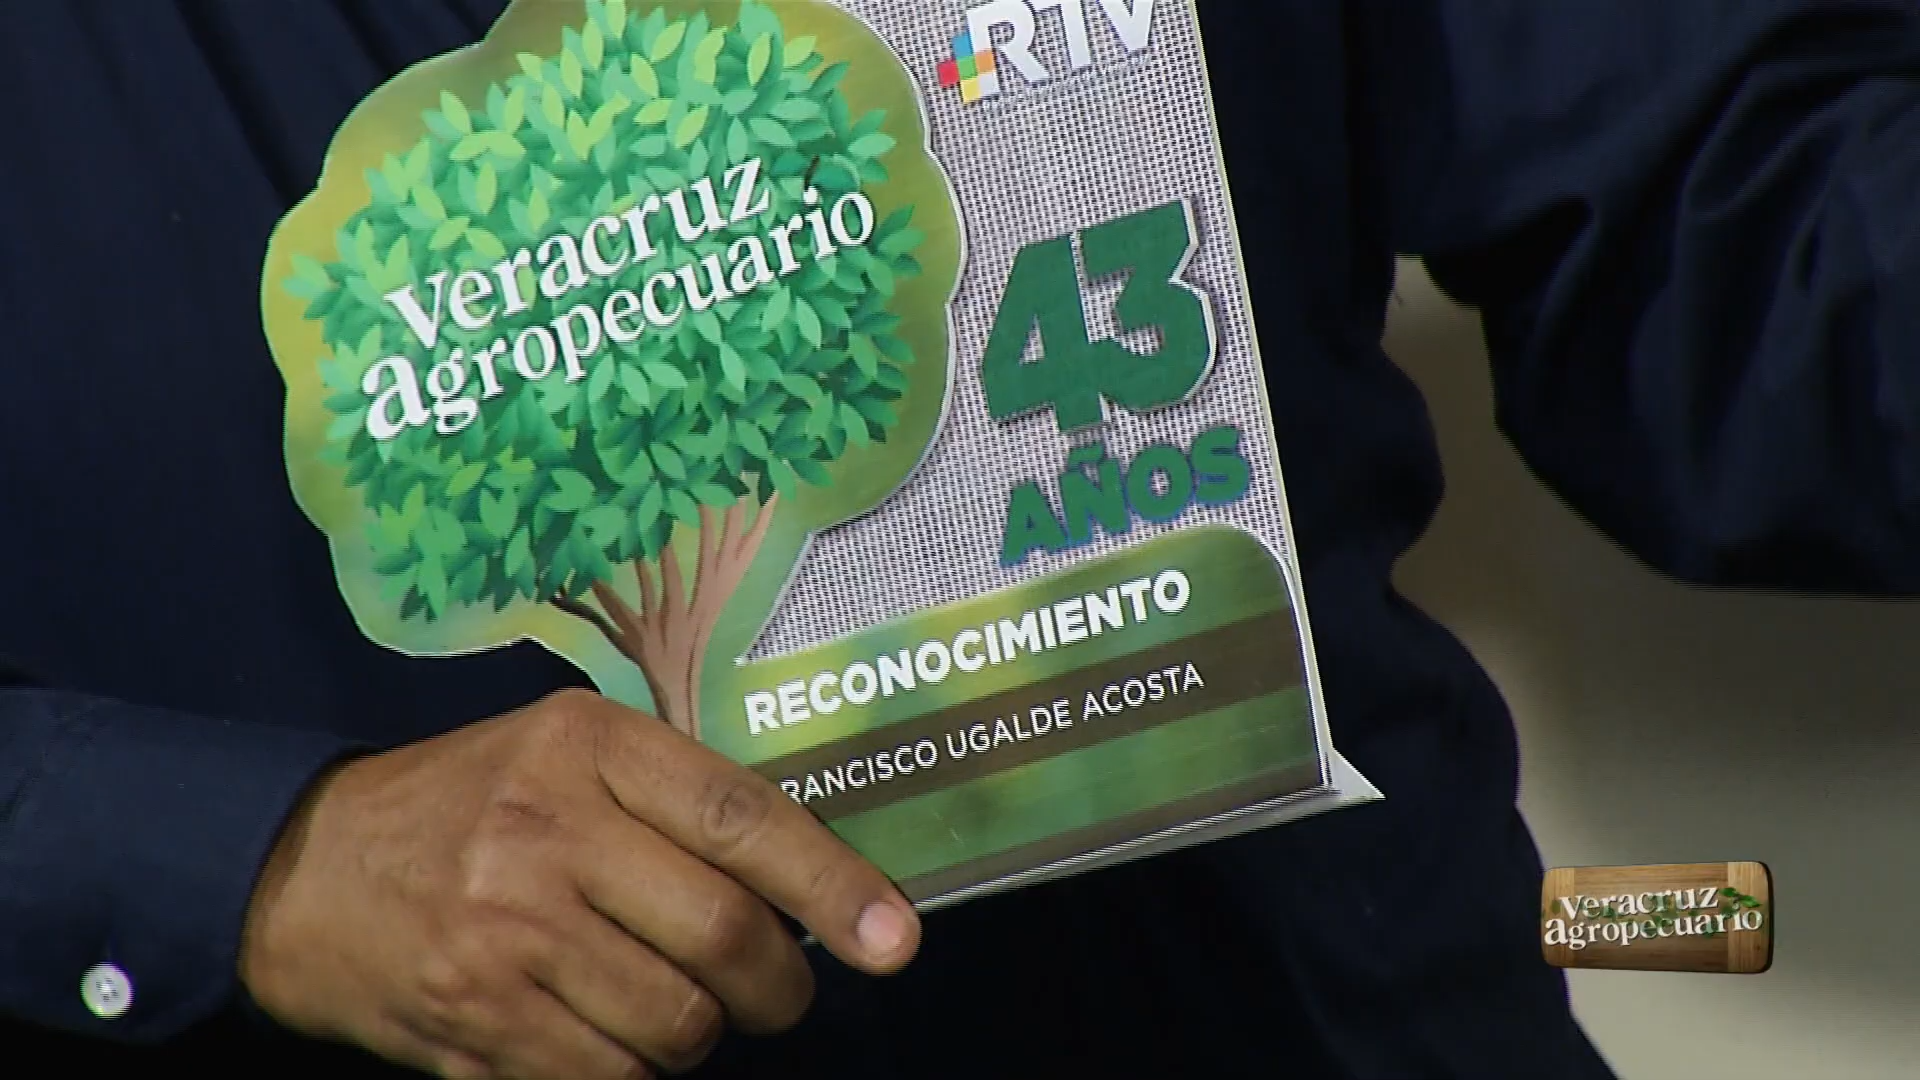 RTV
Veracruz
agropecuario
43
AÑOS
RECONOCIMIENTO
RANCISCO UGALDE ACOSTA
Veracruz
agropecuario